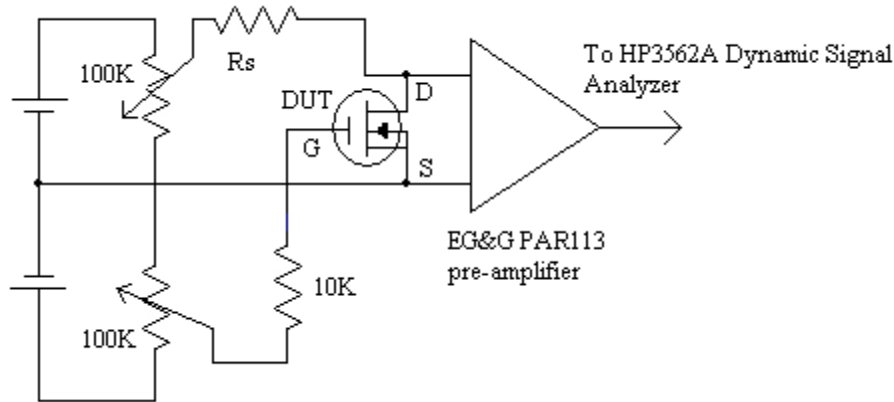 100K
Rs
To HP3562A Dynamic Signal
Analyzer
DUT
D
G
S
EG&G PAR113
pre-amplifier
10K
100K